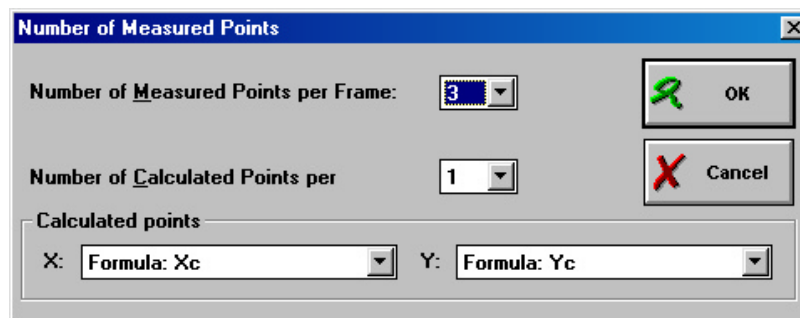 Number of Measured Points
Number of Measured Points per Frame: 3
OK
Number of Calculated Points per 1
Cancel
Calculated points
X: Formula: Xc Y: Formula: Yc